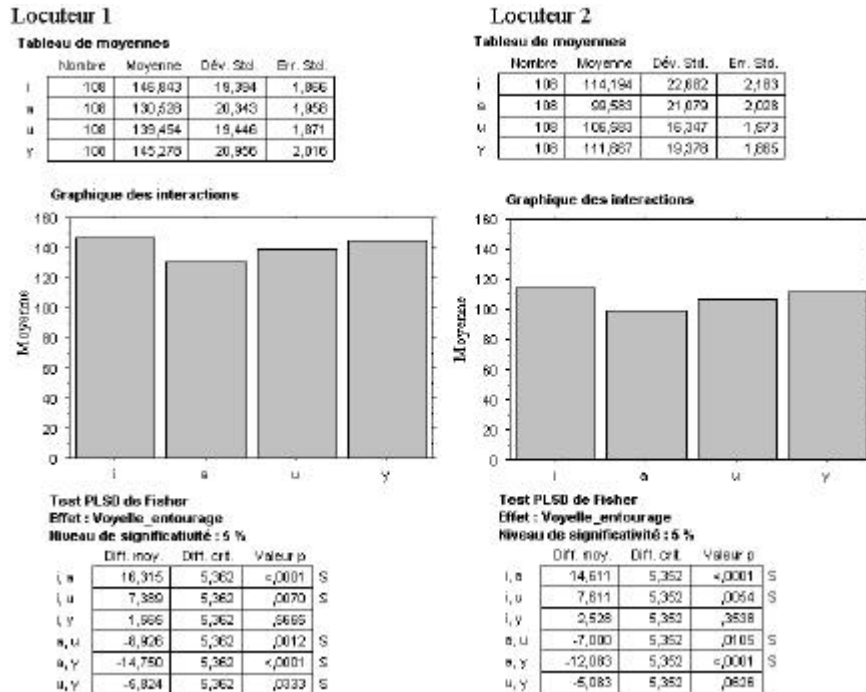 Locuteur 1
Tableau de moyennes
Nombre Moyenne Dév. Std. Err. Std.
i 108 146,843 19,394 1,866
a 108 130,528 20,343 1,958
u 108 139,454 19,446 1,871
y 108 145,278 20,956 2,016
Graphique des interactions
160
140
120
100
80
60
40
20
0
Moyenne
i a u y
Test PLSD de Fisher
Effet : Voyelle_entourage
Niveau de significativité : 5 %
Diff. moy. Diff. crit. Valeur p
i, a 16,315 5,362 <,0001 S
i, u 7,389 5,362 ,0070 S
i, y 5,362
a, u -8,926 5,362 ,0012 S
a, y -14,750 5,362 <,0001 S
u, y -5,824 5,362 ,0333 S
Locuteur 2
Tableau de moyennes
Nombre Moyenne Dév. Std. Err. Std.
i 108 114,194 2,183
a 108 99,583 21,079 2,028
u 108 106,583 1,573
y 108 111,667 19,378 1,865
Graphique des interactions
160
140
120
100
80
60
40
20
0
Moyenne
i a u y
Test PLSD de Fisher
Effet : Voyelle_entourage
Niveau de significativité : 5 %
Diff. moy. Diff. crit. Valeur p
i, a 14,611 5,352 <,0001 S
i, u 7,611 5,352 ,0054 S
i, y 2,528 5,352 ,3538
a, u -7,000 5,352 ,0105 S
a, y -12,083 5,352 <,0001 S
u, y -5,083 5,352 ,0626